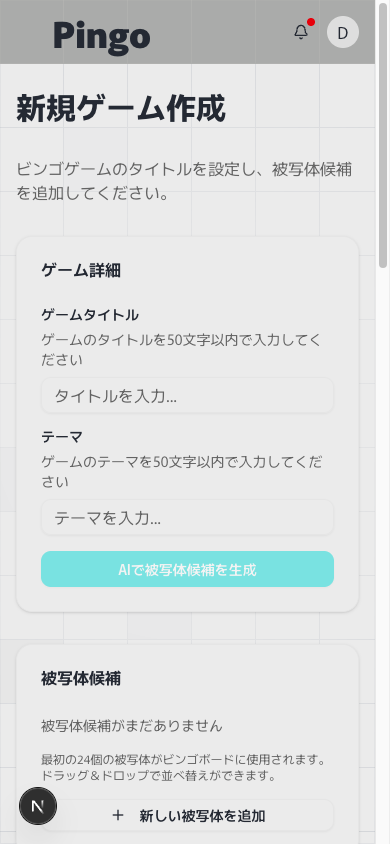 Pingo
D
新規ゲーム作成
ビンゴゲームのタイトルを設定し、被写体候補
を追加してください。
ゲーム詳細
ゲームタイトル
ゲームのタイトルを50文字以内で入力してく
ださい
タイトルを入力...
テーマ
ゲームのテーマを50文字以内で入力してくだ
さい
テーマを入力...
AIで被写体候補を生成
被写体候補
被写体候補がまだありません
最初の24個の被写体がビンゴボードに使用されます。
ドラッグ＆ドロップで並べ替えができます。
N
+ 新しい被写体を追加